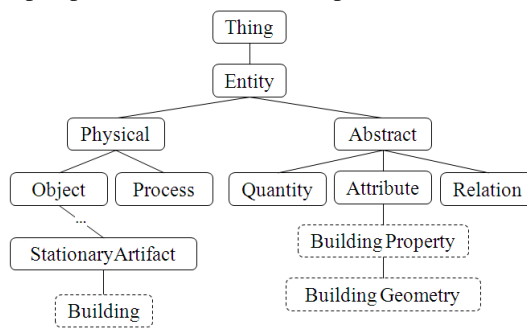 Thing
Entity
Physical
Abstract
Object
Process
Quantity
Attribute
Relation
...
StationaryArtifact
Building Property
Building
Building Geometry